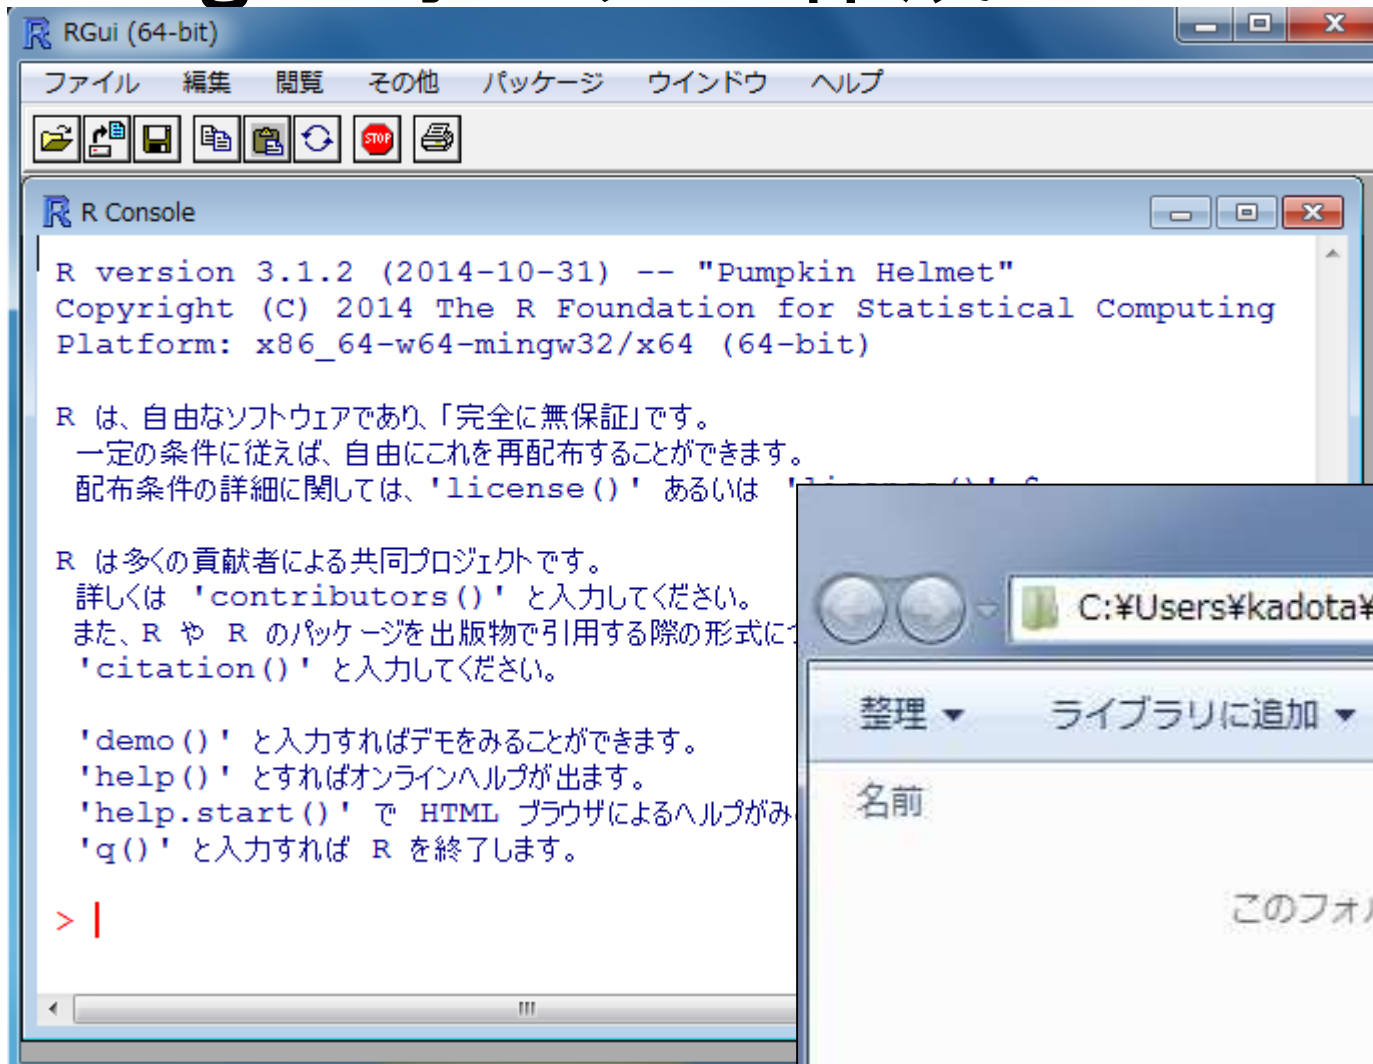 RGui (64-bit)
ファイル 編集 閲覧 その他 パッケージ ウインドウ ヘルプ
STOP
R Console
R version 3.1.2 (2014-10-31) -- "Pumpkin Helmet"
Copyright (C) 2014 The R Foundation for Statistical Computing
Platform: x86_64-w64-mingw32/x64 (64-bit)
R は、自由なソフトウェアであり、「完全に無保証」です。
一定の条件に従えば、自由にこれを再配布することができます。
配布条件の詳細に関しては、'license()' あるいは
R は多くの貢献者による共同プロジェクトです。
詳しくは 'contributors()' と入力してください。
また、R や R のパッケージを出版物で引用する際の形式に
'citation()' と入力してください。
'demo()' と入力すればデモをみることができます。
'help()' とすればオンラインヘルプが出ます。
'help.start()' で HTML ブラウザによるヘルプがみ
'q()' と入力すれば R を終了します。
>
C:¥Users¥kadota¥
整理 ライブラリに追加
名前
このフォ